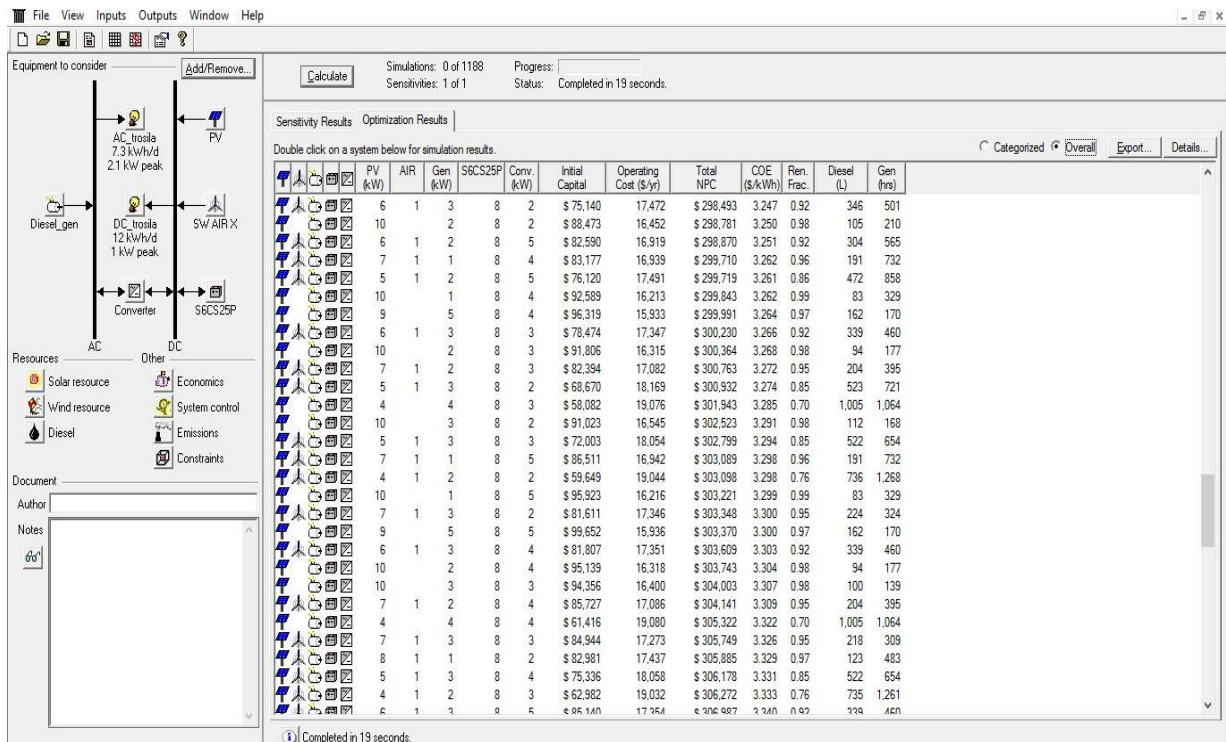 File View Inputs Outputs Window Help
Equipment to consider Add/Remove...
AC_trosila
7.3 kWh/d
2.1 kW peak
PV
Diesel_gen
DC_trosila
12 kWh/d
1 kW peak
SW AIR X
Converter
S6CS25P
AC DC
Resources Other
Solar resource Economics
Wind resource System control
Diesel Emissions
Constraints
Document
Author
Notes
Calculate
Simulations: 0 of 1188 Progress:
Sensitivities: 1 of 1 Status: Completed in 19 seconds.
Sensitivity Results Optimization Results
Double click on a system below for simulation results. Categorized Overall Export... Details...
PV (kW) AIR Gen (kW) S6CS25P Conv. (kW) Initial Capital Operating Cost ($/yr) Total NPC COE ($/kWh) Ren. Frac. Diesel (L) Gen (hrs)
6 1 3 8 2 $ 75,140 17,472 $ 298,493 3.247 0.92 346 501
10 2 8 2 $ 88,473 16,452 $ 298,781 3.250 0.98 105 210
6 1 2 8 5 $ 82,590 16,919 $ 298,870 3.251 0.92 304 565
7 1 1 8 4 $ 83,177 16,939 $ 299,710 3.262 0.96 191 732
5 1 2 8 5 $ 76,120 17,491 $ 299,719 3.261 0.86 472 858
10 1 8 4 $ 92,589 16,213 $ 299,843 3.262 0.99 83 329
9 5 8 4 $ 96,319 15,933 $ 299,991 3.264 0.97 162 170
6 1 3 8 3 $ 78,474 17,347 $ 300,230 3.266 0.92 339 460
10 2 8 3 $ 91,806 16,315 $ 300,364 3.268 0.98 94 177
7 1 2 8 3 $ 82,394 17,082 $ 300,763 3.272 0.95 204 395
5 1 3 8 2 $ 68,670 18,169 $ 300,932 3.274 0.85 523 721
4 4 8 3 $ 58,082 19,076 $ 301,943 3.285 0.70 1,005 1,064
10 3 8 2 $ 91,023 16,545 $ 302,523 3.291 0.98 112 168
5 1 3 8 3 $ 72,003 18,054 $ 302,799 3.294 0.85 522 654
7 1 1 8 5 $ 86,511 16,942 $ 303,089 3.298 0.96 191 732
4 1 2 8 2 $ 59,649 19,044 $ 303,098 3.298 0.76 736 1,268
10 1 8 5 $ 95,923 16,216 $ 303,221 3.299 0.99 83 329
7 1 3 8 2 $ 81,611 17,346 $ 303,348 3.300 0.95 224 324
9 5 8 5 $ 99,652 15,936 $ 303,370 3.300 0.97 162 170
6 1 3 8 4 $ 81,807 17,351 $ 303,609 3.303 0.92 339 460
10 2 8 4 $ 95,139 16,318 $ 303,743 3.304 0.98 94 177
10 3 8 3 $ 94,356 16,400 $ 304,003 3.307 0.98 100 139
7 1 2 8 4 $ 85,727 17,086 $ 304,141 3.309 0.95 204 395
4 4 8 4 $ 61,416 19,080 $ 305,322 3.322 0.70 1,005 1,064
7 1 3 8 3 $ 84,944 17,273 $ 305,749 3.326 0.95 218 309
8 1 1 8 2 $ 82,981 17,437 $ 305,885 3.329 0.97 123 483
5 1 3 8 4 $ 75,336 18,058 $ 306,178 3.331 0.85 522 654
4 1 2 8 3 $ 62,982 19,032 $ 306,272 3.333 0.76 735 1,261
6 1 3 8 5 $ 85,140 17,354 $ 306,987 3.340 0.92 339 460
Completed in 19 seconds.